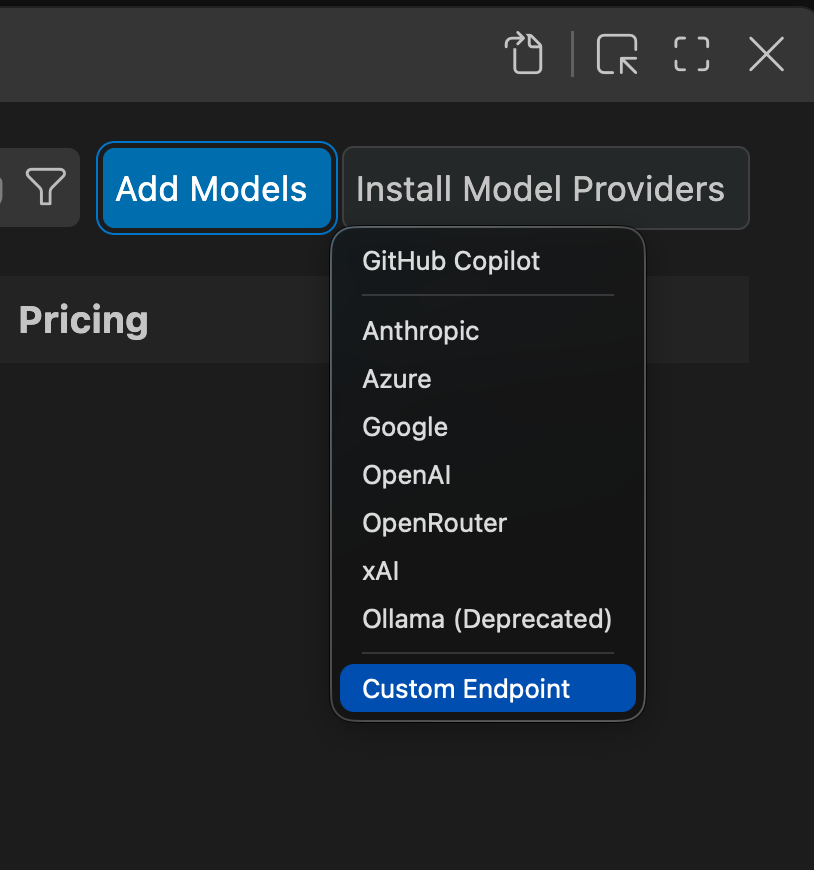 Add Models
Install Model Providers
GitHub Copilot
Pricing
Anthropic
Azure
Google
OpenAI
OpenRouter
xAI
Ollama (Deprecated)
Custom Endpoint